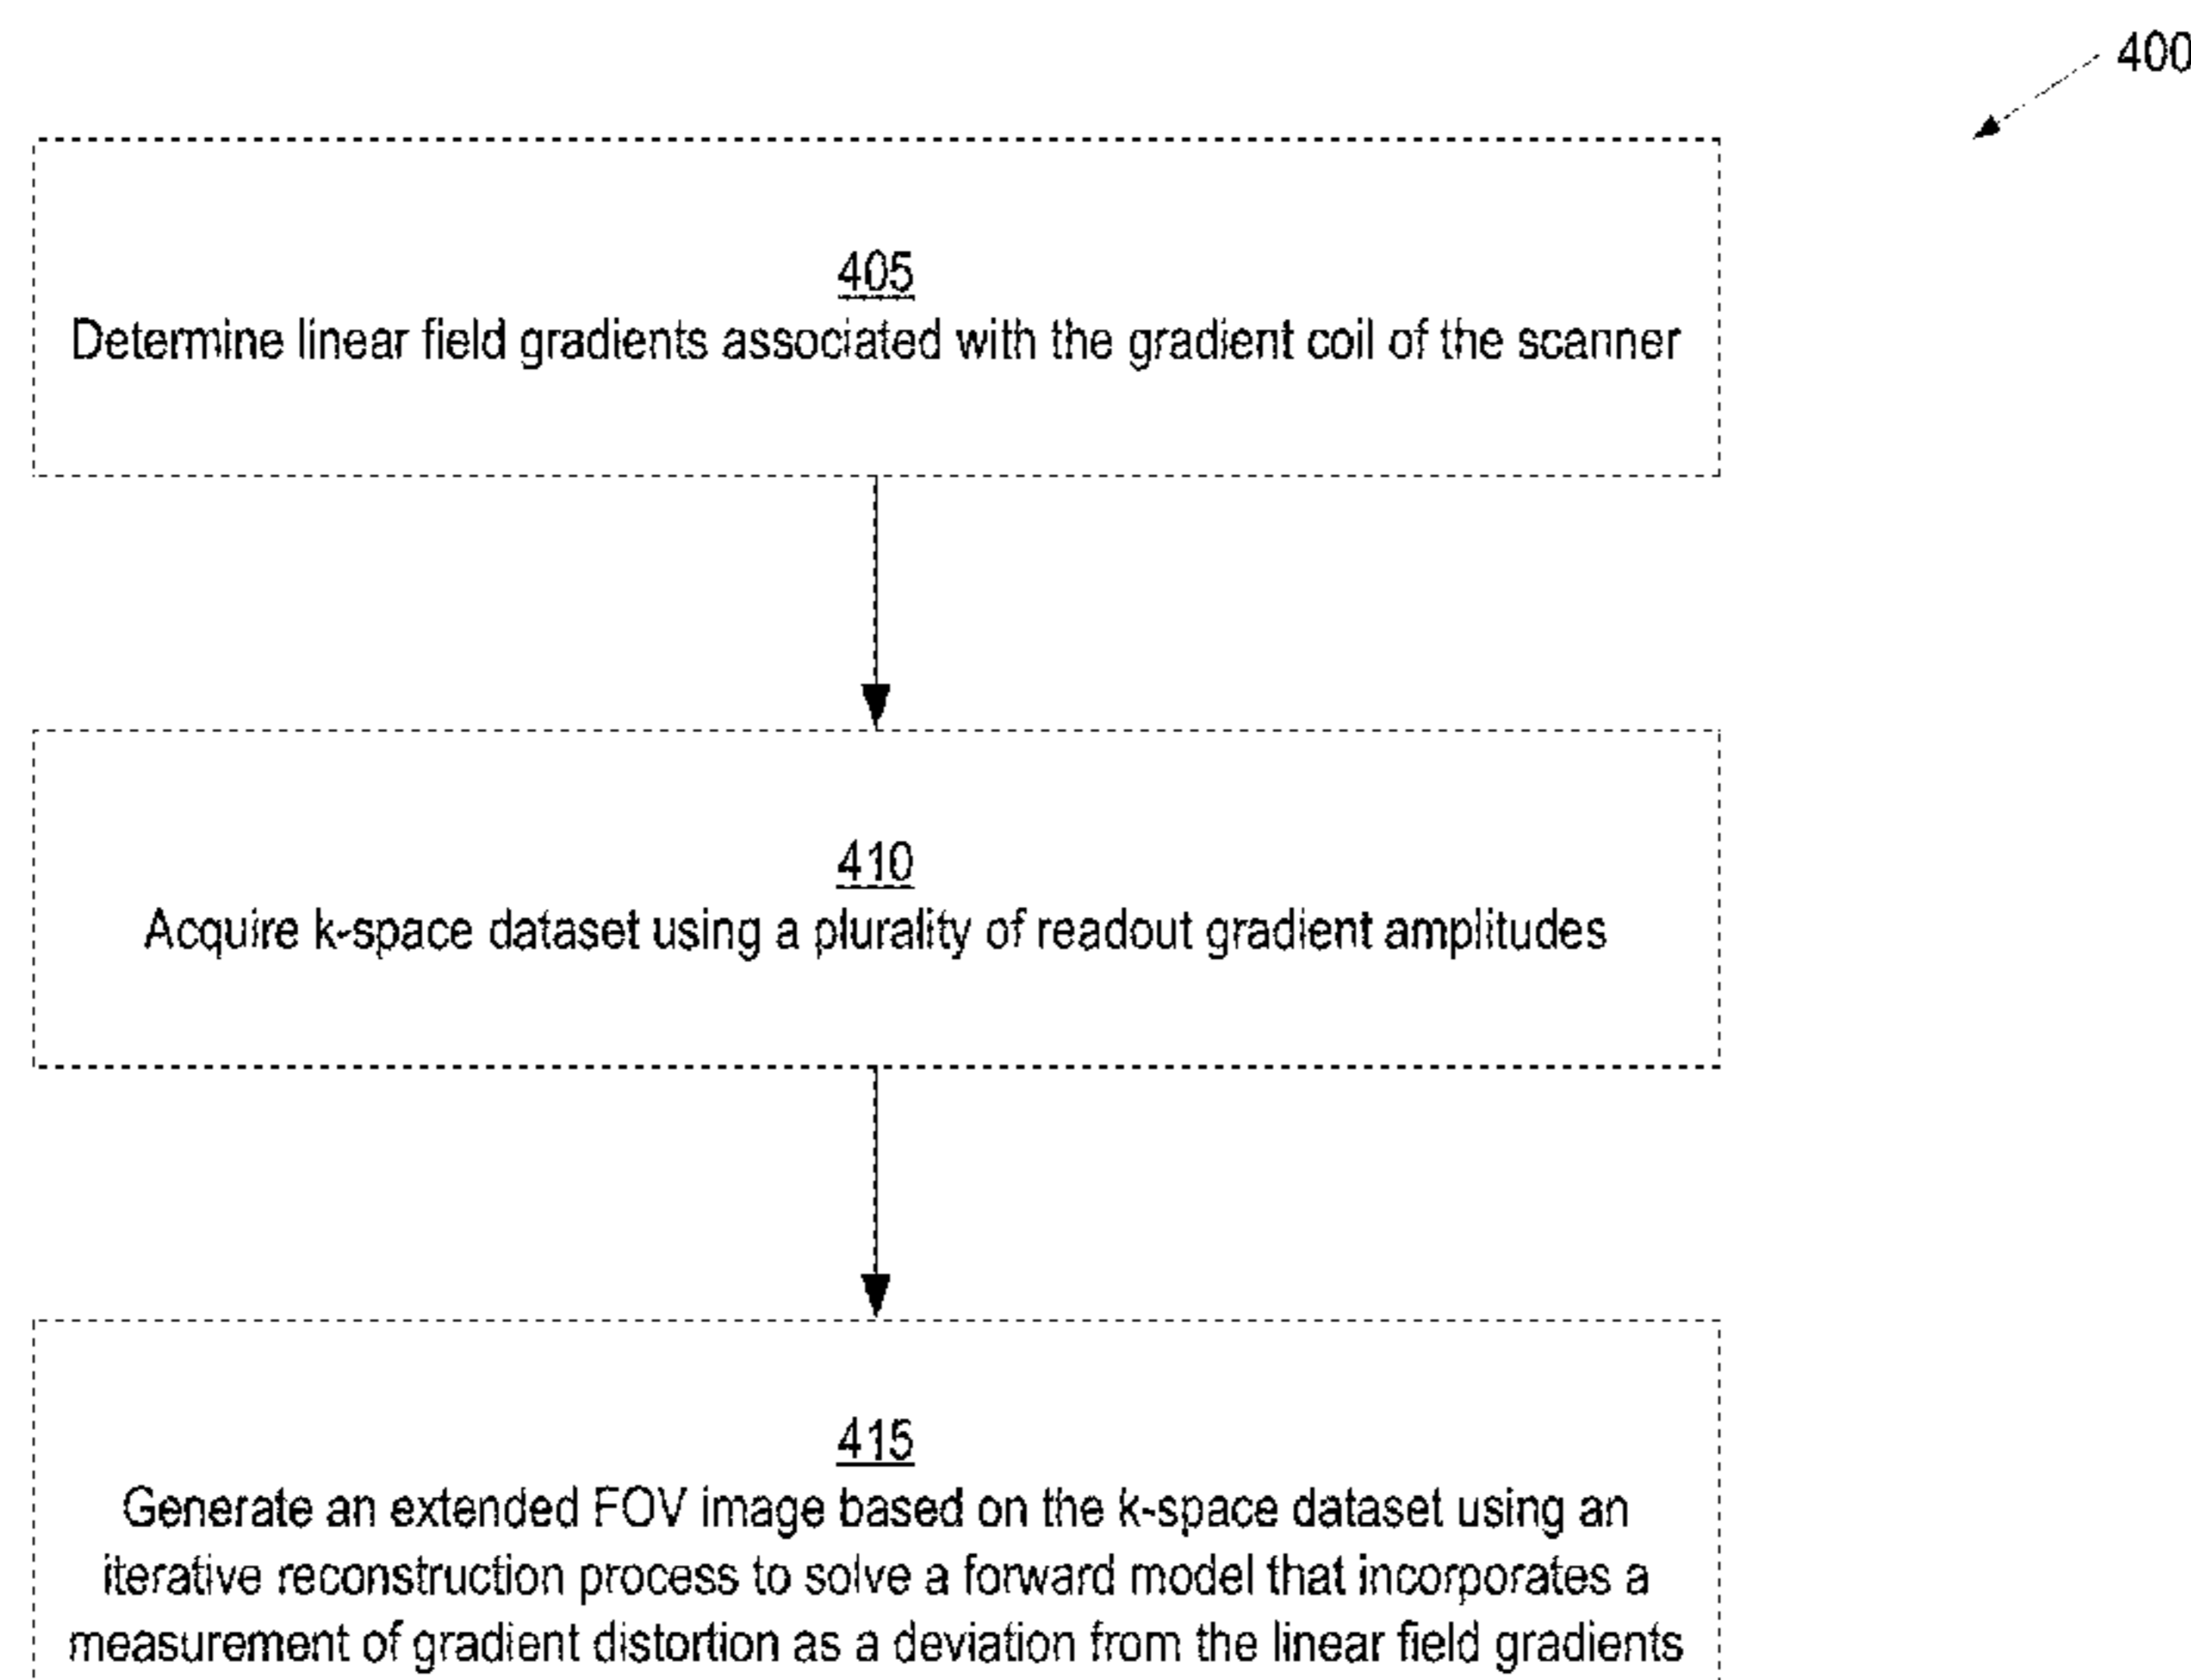 400
405
Determine linear field gradients associated with the gradient coil of the scanner
410
Acquire k-space dataset using a plurality of readout gradient amplitudes
415
Generate an extended FOV image based on the k-space dataset using an
iterative reconstruction process to solve a forward model that incorporates a
measurement of gradient distortion as a deviation from the linear field gradients